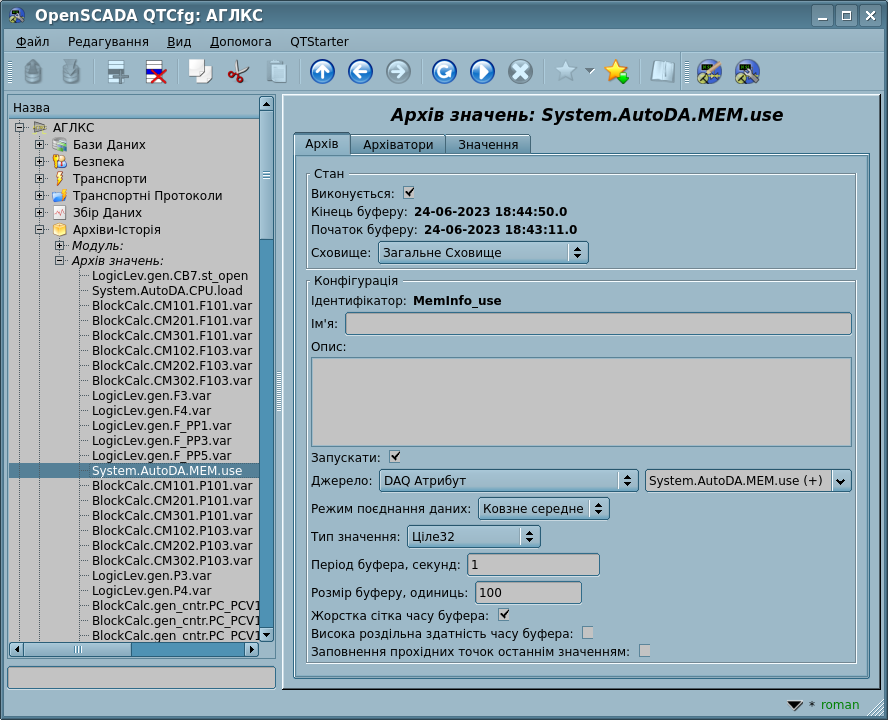 OpenSCADA QTCfg: АГЛКС
Файл Редагування Вид Допомога QTStarter
Назва
АГЛКС
Бази Даних
Безпека
Транспорти
Транспортні Протоколи
Збір Даних
Архіви-Історія
Модуль:
Архів значень:
LogicLev.gen.CB7.st_open
System.AutoDA.CPU.load
BlockCalc.CM101.F101.var
BlockCalc.CM201.F101.var
BlockCalc.CM301.F101.var
BlockCalc.CM102.F103.var
BlockCalc.CM202.F103.var
BlockCalc.CM302.F103.var
LogicLev.gen.F3.var
LogicLev.gen.F4.var
LogicLev.gen.F_PP1.var
LogicLev.gen.F_PP3.var
LogicLev.gen.F_PP5.var
System.AutoDA.MEM.use
BlockCalc.CM101.P101.var
BlockCalc.CM201.P101.var
BlockCalc.CM301.P101.var
BlockCalc.CM102.P103.var
BlockCalc.CM202.P103.var
BlockCalc.CM302.P103.var
LogicLev.gen.P3.var
LogicLev.gen.P4.var
BlockCalc.gen_cntr.PC_PCV1
BlockCalc.gen_cntr.PC_PCV1
BlockCalc.gen_cntr.PC_PCV1
Архів значень: System.AutoDA.MEM.use
Архів Архіватори Значення
Стан
Виконується:
Кінець буферу: 24-06-2023 18:44:50.0
Початок буферу: 24-06-2023 18:43:11.0
Сховище: Загальне Сховище
Конфігурація
Ідентифікатор: MemInfo_use
Ім'я:
Опис:
Запускати:
Джерело: DAQ Атрибут System.AutoDA.MEM.use (+)
Режим поєднання даних: Ковзне середне
Тип значення: Ціле32
Період буфера, секунд: 1
Розмір буферу, одиниць: 100
Жорстка сітка часу буфера:
Висока роздільна здатність часу буфера:
Заповнення прохідних точок останнім значенням:
* roman